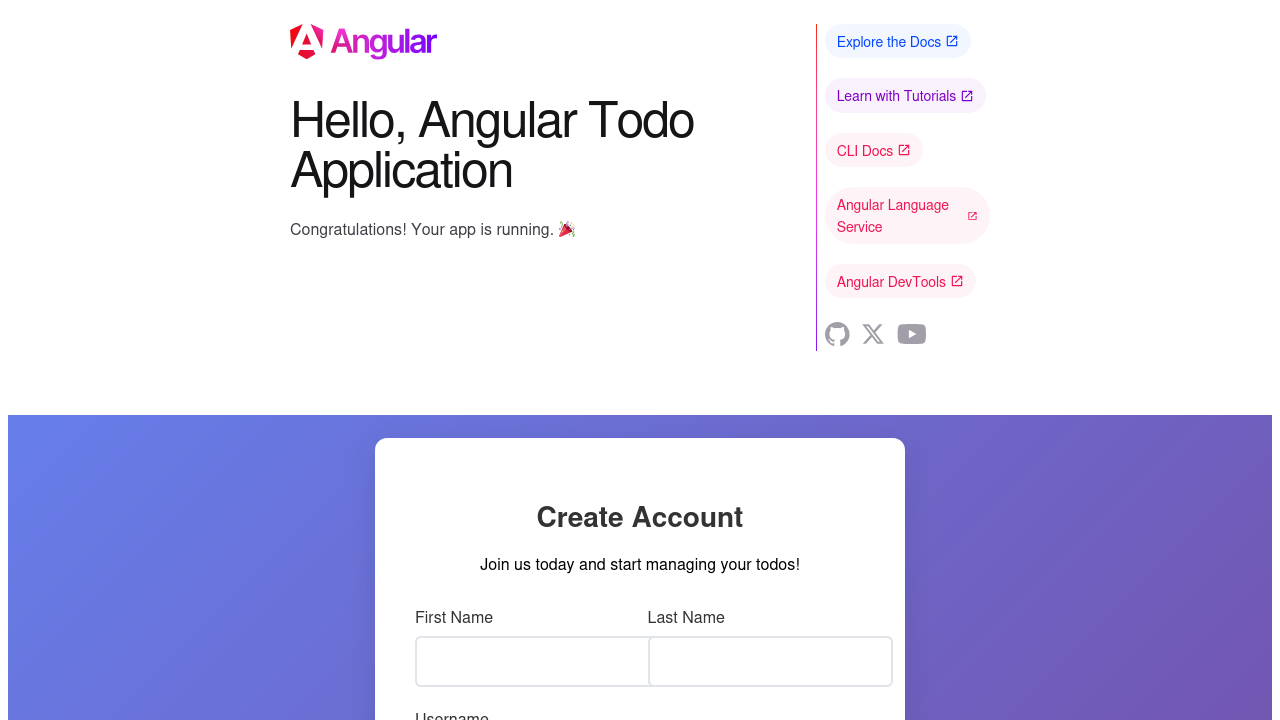 Angular
Hello, Angular Todo
Application
Congratulations! Your app is running. 🎉
Explore the Docs
Learn with Tutorials
CLI Docs
Angular Language
Service
Angular DevTools
Create Account
Join us today and start managing your todos!
First Name
Last Name
Username